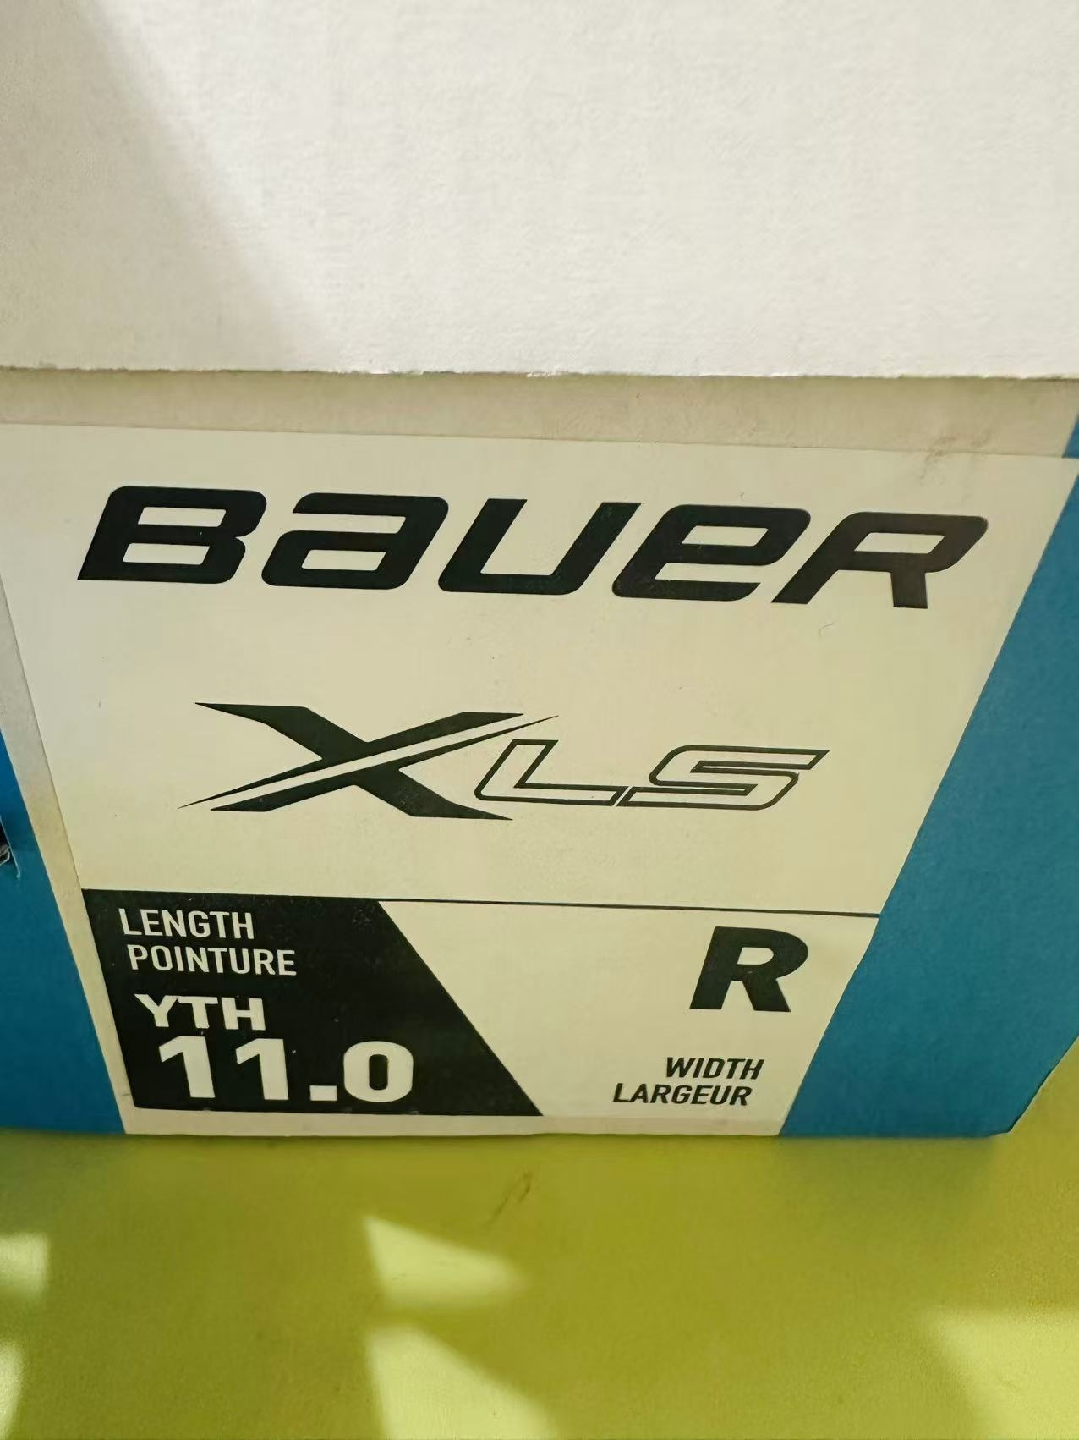 BAUER
XLS
LENGTH
POINTURE
YTH
11.0
R
WIDTH
LARGEUR